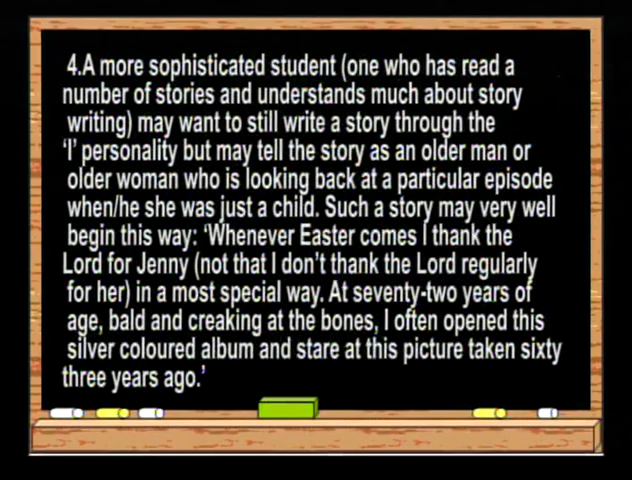 4.A more sophisticated student (one who has read a
number of stories and understands much about story
writing) may want to still write a story through the
‘I’ personality but may tell the story as an older man or
older woman who is looking back at a particular episode
when/he she was just a child. Such a story may very well
begin this way: ‘Whenever Easter comes I thank the
Lord for Jenny (not that I don’t thank the Lord regularly
for her) in a most special way. At seventy-two years of
age, bald and creaking at the bones, I often opened this
silver coloured album and stare at this picture taken sixty
three years ago.’